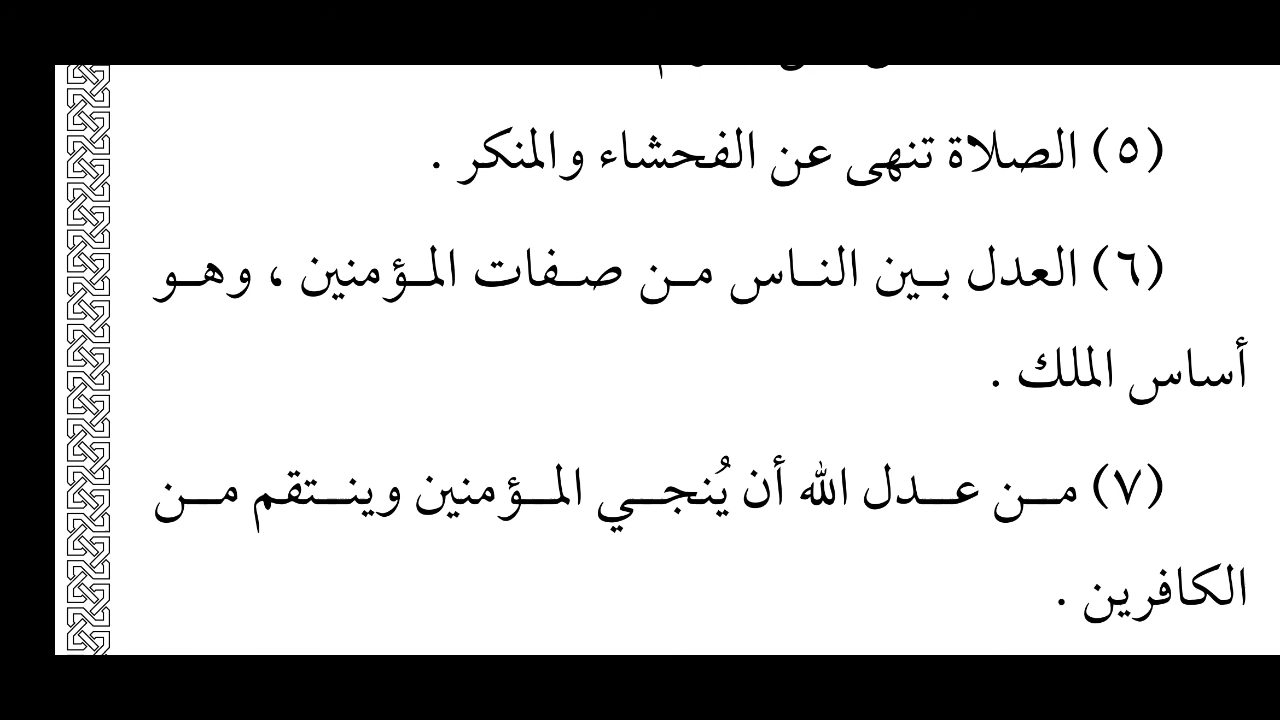 (٥) الصلاة تنهى عن الفحشاء والمنكر .
(٦) العدل بين الناس من صفات المؤمنين ، وهو
أساس الملك .
(٧) من عدل الله أن يُنجي المؤمنين وينتقم من
الكافرين .